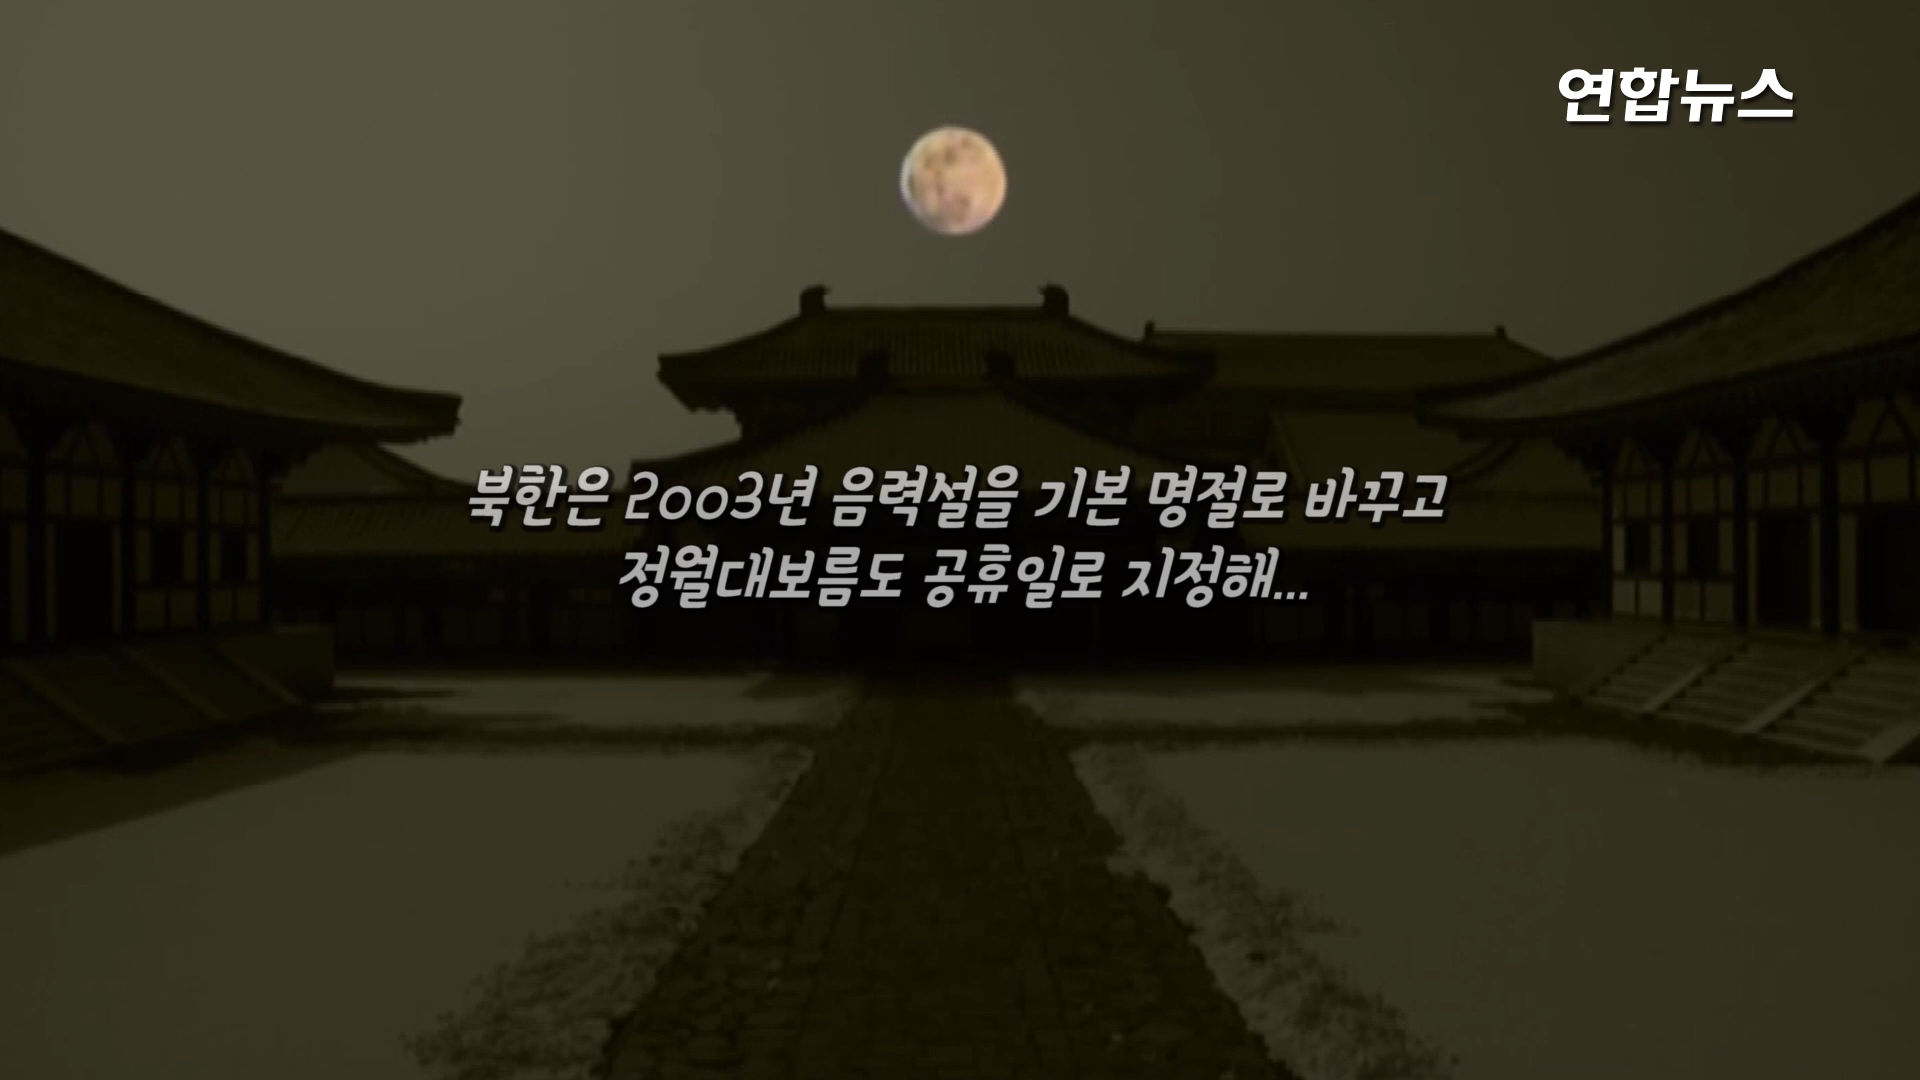 연합뉴스
북한은 2003년 음력설을 기본 명절로 바꾸고
정월대보름도 공휴일로 지정해...